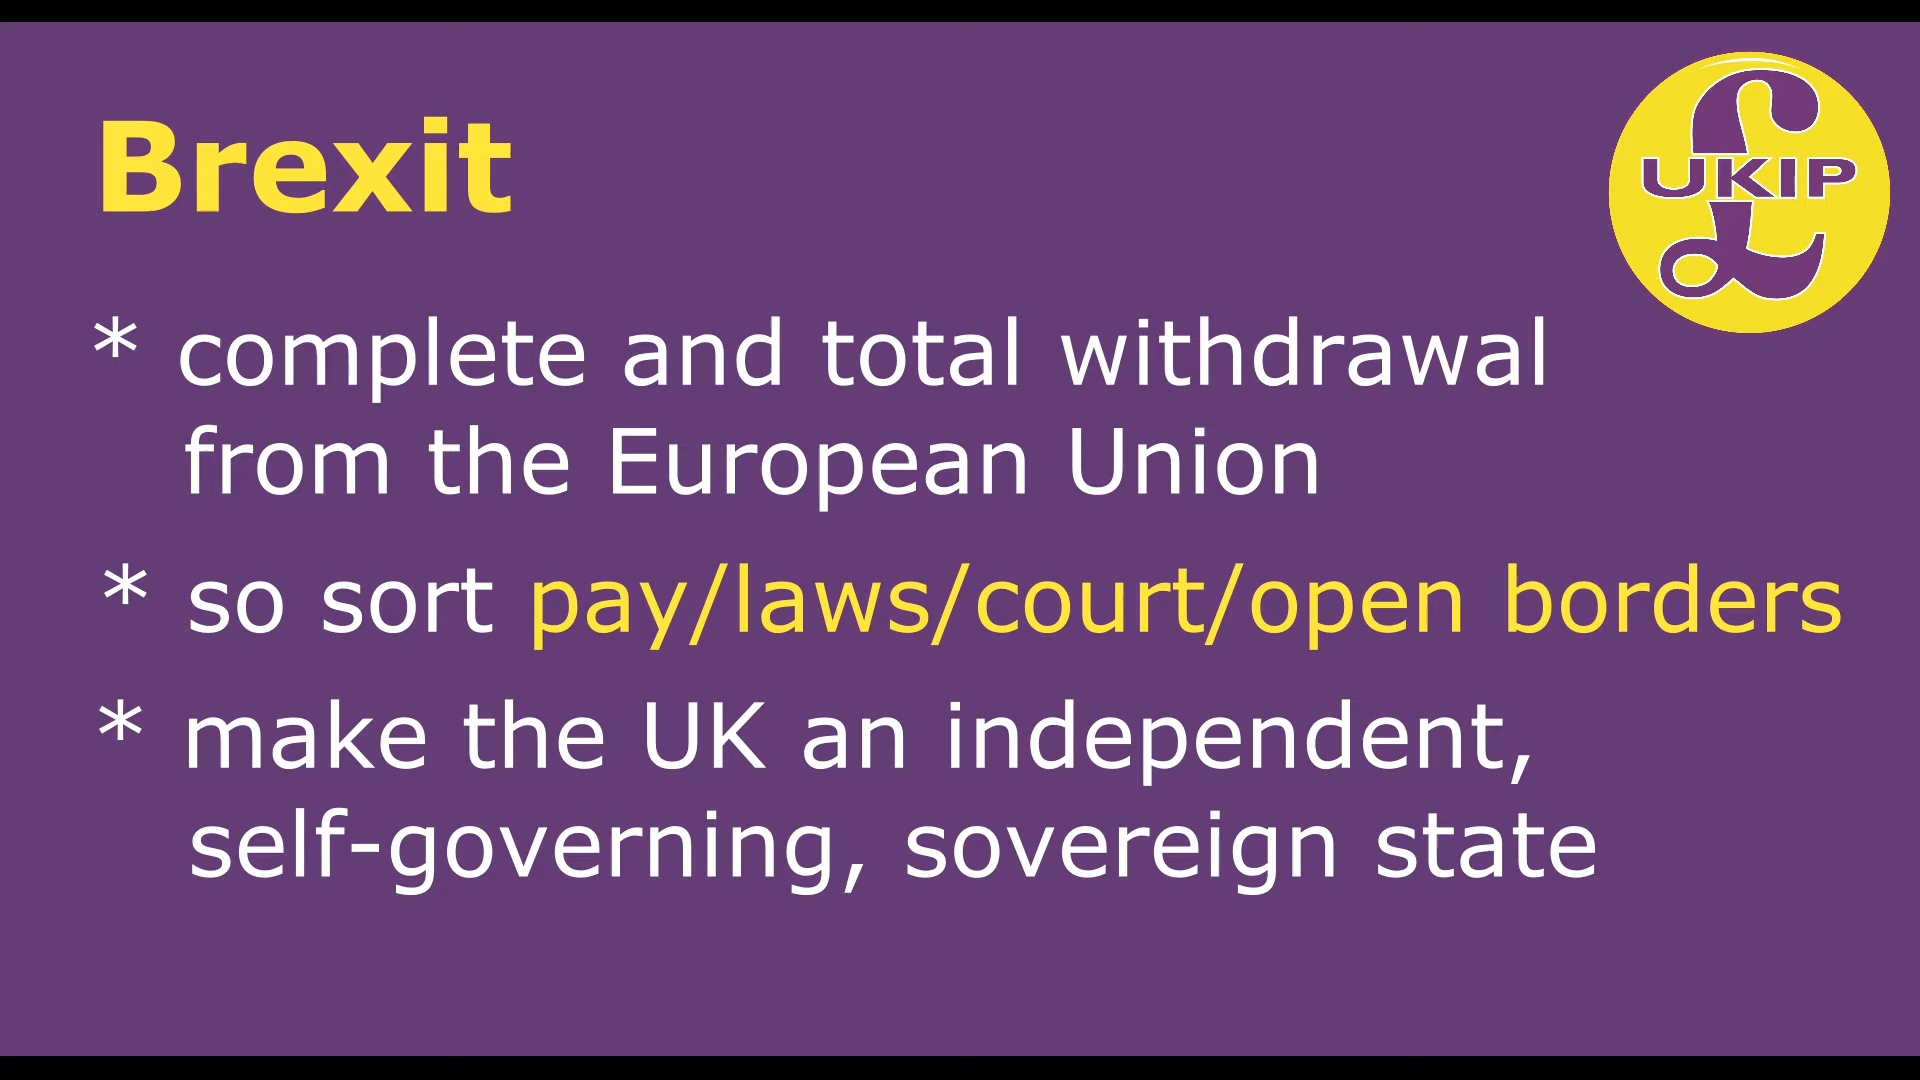 Brexit
UKIP
* complete and total withdrawal
from the European Union
* so sort pay/laws/court/open borders
* make the UK an independent,
self-governing, sovereign state